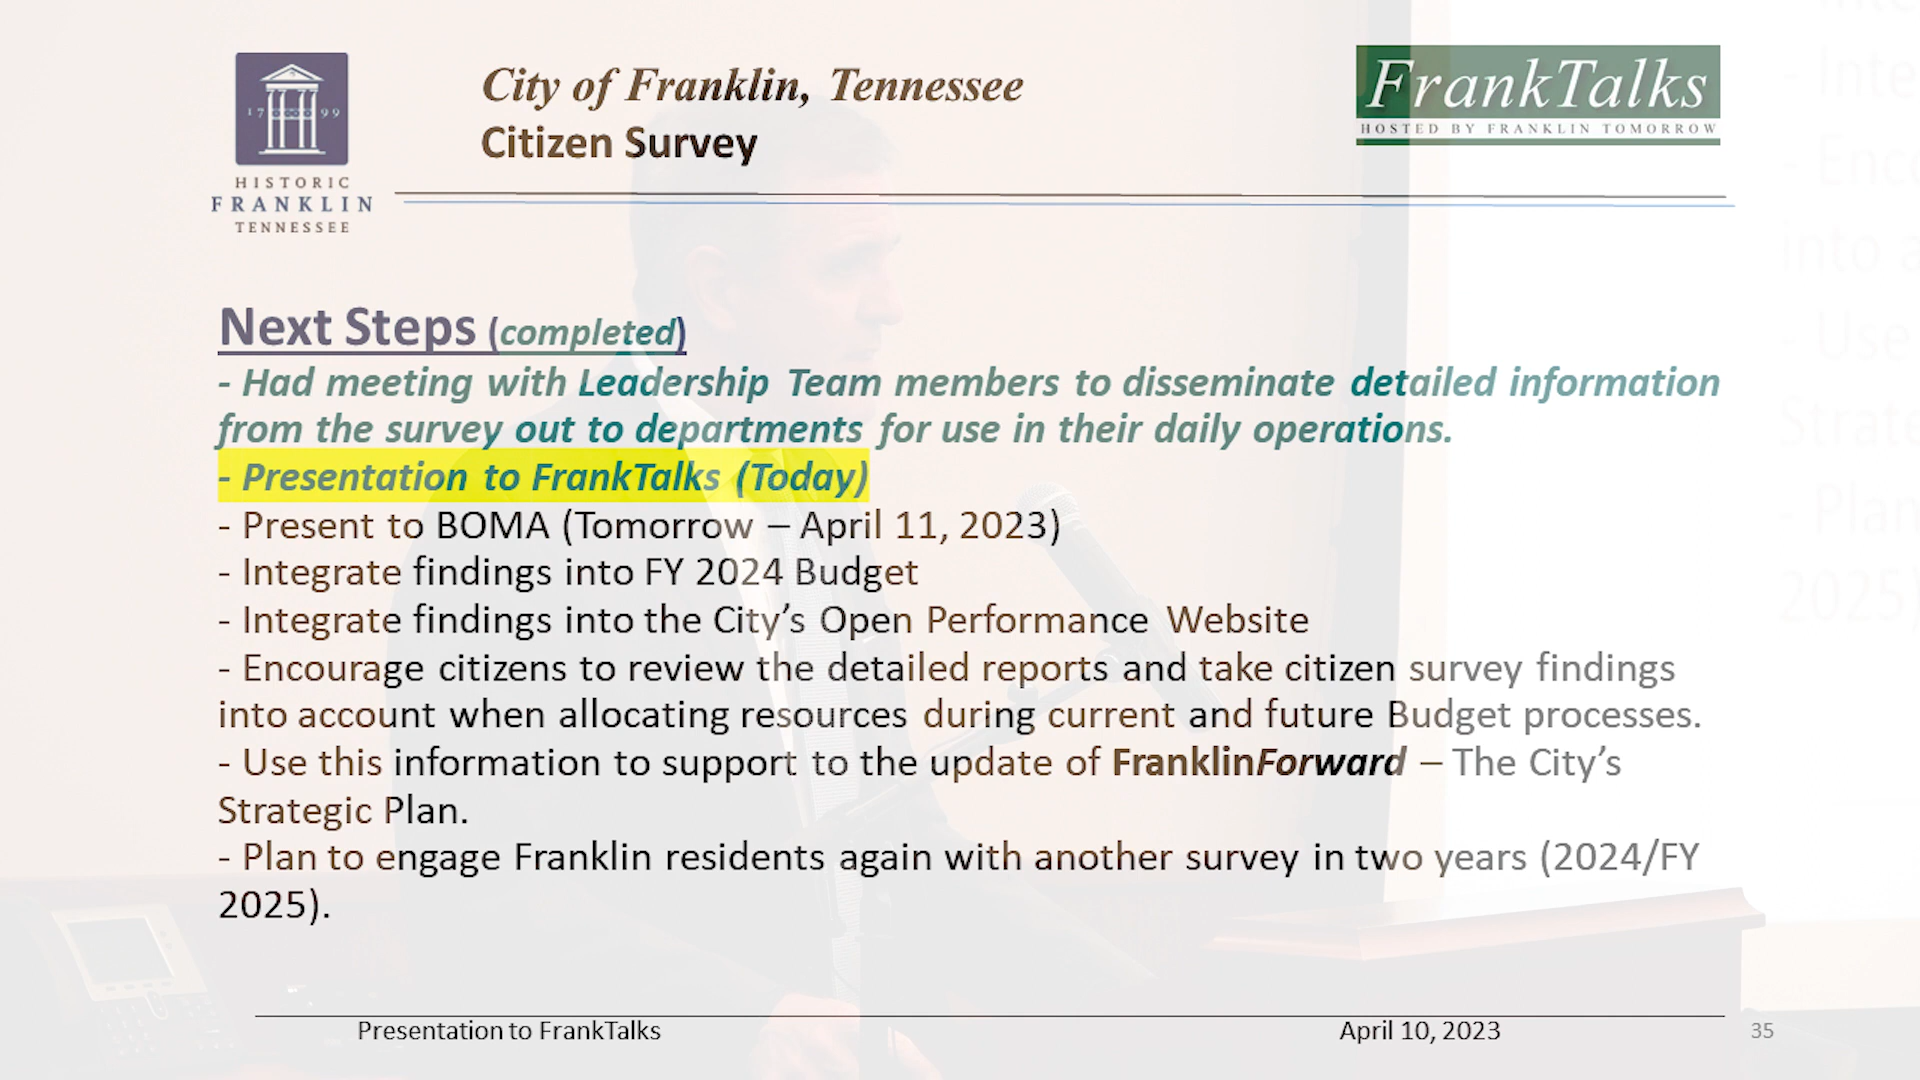 City of Franklin, Tennessee
Citizen Survey
17 99
HISTORIC
FRANKLIN
TENNESSEE
FrankTalks
HOSTED BY FRANKLIN TOMORROW
Next Steps (completed)
- Had meeting with Leadership Team members to disseminate detailed information
from the survey out to departments for use in their daily operations.
- Presentation to FrankTalks (Today)
- Present to BOMA (Tomorrow – April 11, 2023)
- Integrate findings into FY 2024 Budget
- Integrate findings into the City’s Open Performance Website
- Encourage citizens to review the detailed reports and take citizen survey findings
into account when allocating resources during current and future Budget processes.
- Use this information to support to the update of FranklinForward – The City’s
Strategic Plan.
- Plan to engage Franklin residents again with another survey in two years (2024/FY
2025).
Presentation to FrankTalks
April 10, 2023
35